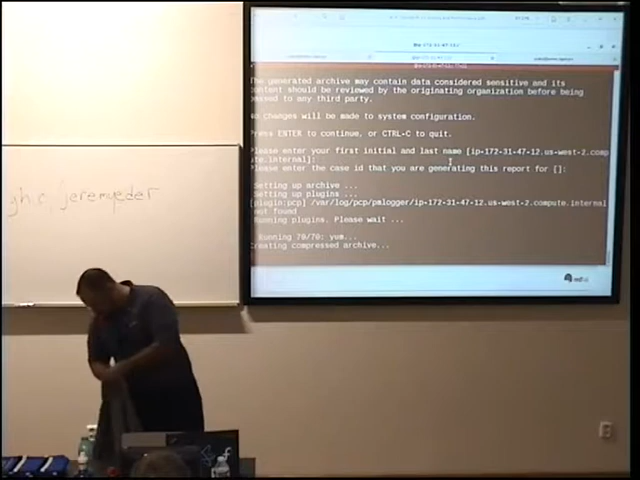 The generated archive may contain data considered sensitive and its
content should be reviewed by the originating organization before being
passed to any third party.
No changes will be made to system configuration.
Press ENTER to continue, or CTRL-C to quit.
Please enter your first initial and last name [ip-172-31-47-12.us-west-2.comp
ute.internal]:
Please enter the case id that you are generating this report for []:
Setting up archive ...
Setting up plugins ...
[plugin:pcp] /var/log/pcp/pmlogger/ip-172-31-47-12.us-west-2.compute.internal
not found
Running plugins. Please wait ...
Running 70/70: yum...
Creating compressed archive...
jeremyeder